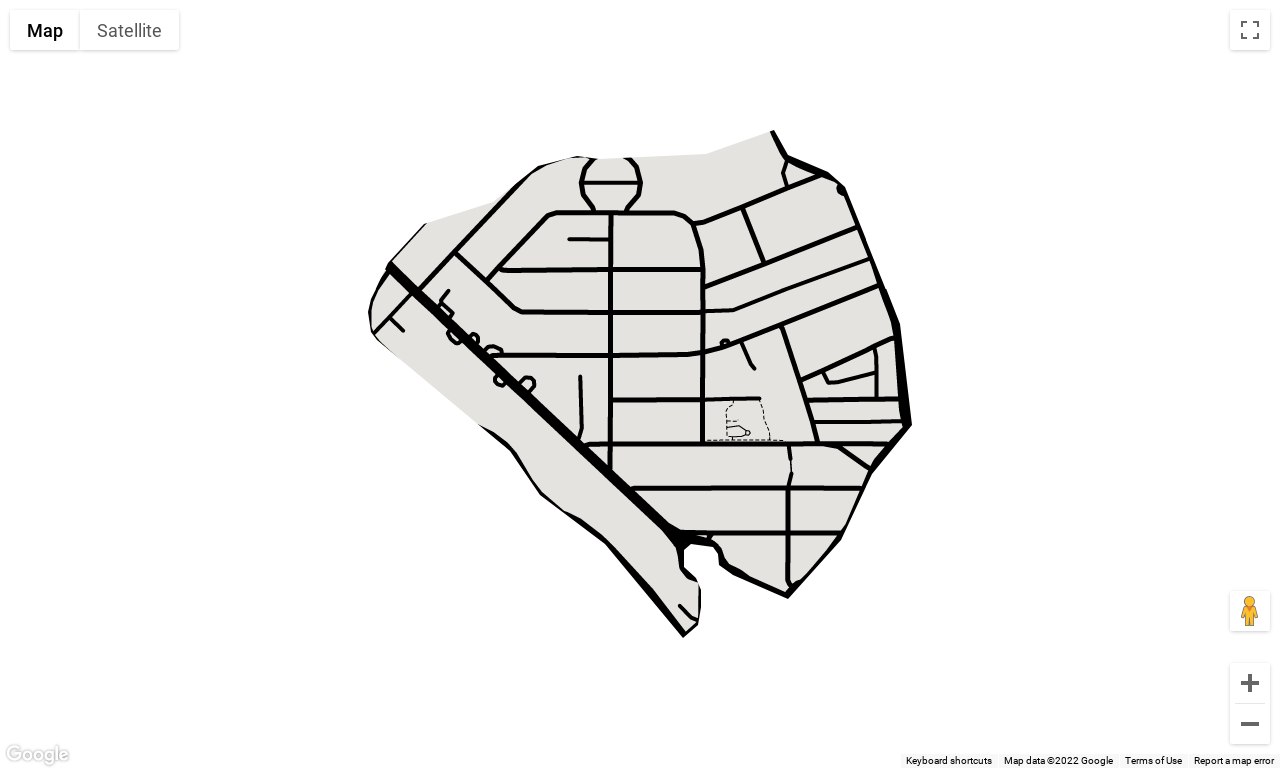 Map Satellite
Google
Keyboard shortcuts Map data ©2022 Google Terms of Use Report a map error